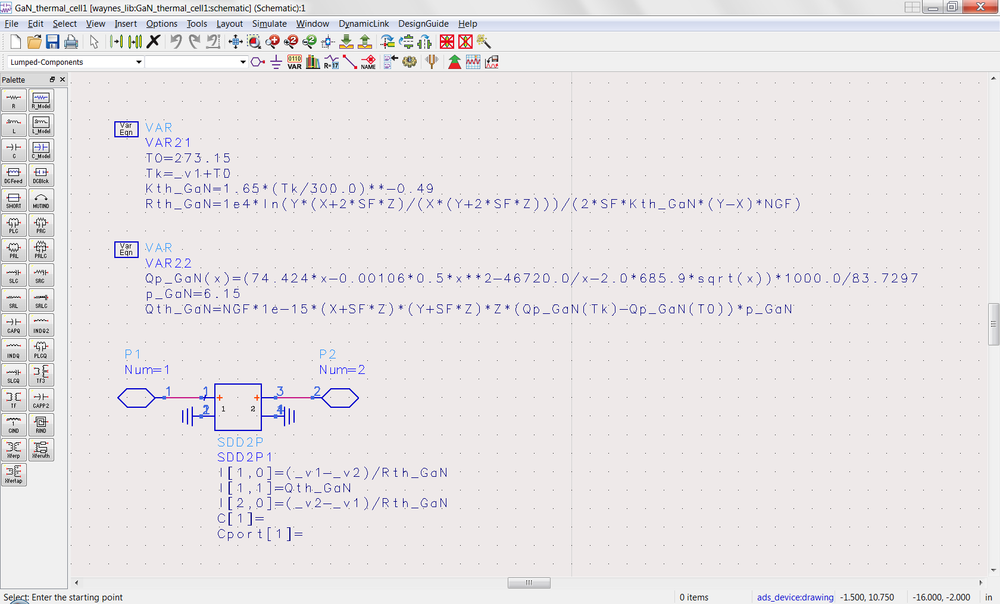 GaN_thermal_cell1 [waynes_lib:GaN_thermal_cell1:schematic] (Schematic):1
File Edit Select View Insert Options Tools Layout Simulate Window DynamicLink DesignGuide Help
Lumped-Components
0110 VAR R=17 NAME
Palette
R R_Model
L L_Model
C C_Model
DCFeed DCBlck
SHORT MUTIND
PLC PRC
PRL PRLC
SLC SRC
SRL SRLC
CAPQ INDQ2
INDQ PLCQ
SLCQ TF3
TF CAPP2
CIND RIND
Xferp Xferuth
Xfertap
Var Eqn
VAR
VAR21
T0=273.15
Tk=_v1+T0
Kth_GaN=1.65*(Tk/300.0)**-0.49
Rth_GaN=1e4*ln(Y*(X+2*SF*Z)/(X*(Y+2*SF*Z)))/(2*SF*Kth_GaN*(Y-X)*NGF)
Var Eqn
VAR
VAR22
Qp_GaN(x)=(74.424*x-0.00106*0.5*x**2-46720.0/x-2.0*685.9*sqrt(x))*1000.0/83.7297
p_GaN=6.15
Qth_GaN=NGF*1e-15*(X+SF*Z)*(Y+SF*Z)*Z*(Qp_GaN(Tk)-Qp_GaN(T0))*p_GaN
P1
Num=1
P2
Num=2
1 1 3 2
2 1 2 4
SDD2P
SDD2P1
I[1,0]=(_v1-_v2)/Rth_GaN
I[1,1]=Qth_GaN
I[2,0]=(_v2-_v1)/Rth_GaN
C[1]=
Cport[1]=
Select: Enter the starting point
0 items
ads_device:drawing
-1.500, 10.750
-16.000, -2.000
in